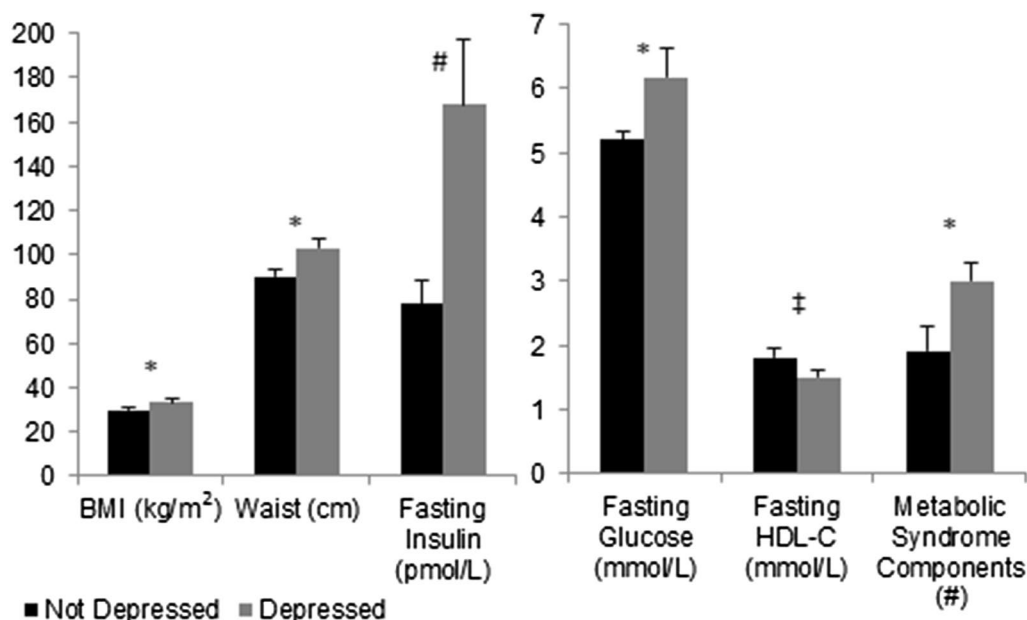 200
180
160
140
120
100
80
60
40
20
0
*
*
#
BMI (kg/m²)
Waist (cm)
Fasting
Insulin
(pmol/L)
7
6
5
4
3
2
1
0
*
‡
*
Fasting
Glucose
(mmol/L)
Fasting
HDL-C
(mmol/L)
Metabolic
Syndrome
Components
(#)
Not Depressed Depressed